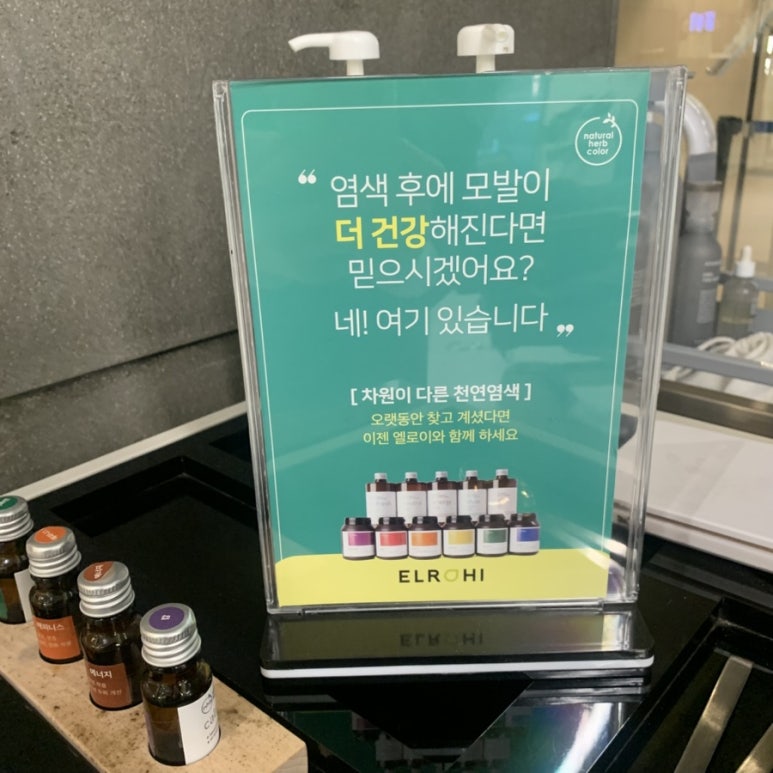 natural
herb
color
❝ 염색 후에 모발이
더 건강해진다면
믿으시겠어요?
네! 여기 있습니다 ❞
[ 차원이 다른 천연염색 ]
오랫동안 찾고 계셨다면
이젠 엘로이와 함께 하세요
ELROHI
에너지